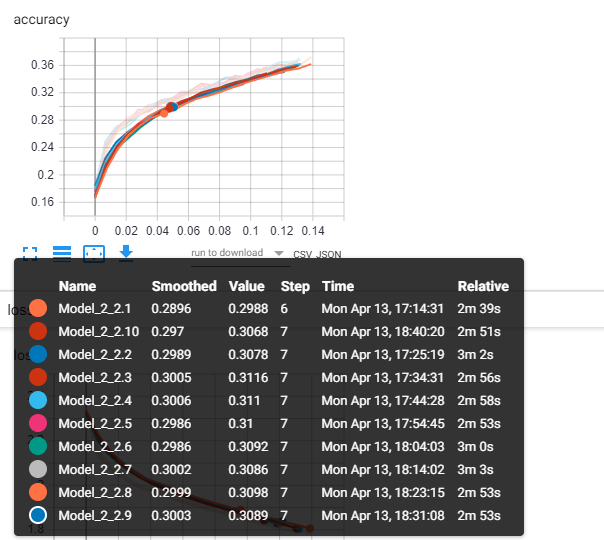 accuracy
0.36
0.32
0.28
0.24
0.2
0.16
0 0.02 0.04 0.06 0.08 0.1 0.12 0.14
run to download CSV JSON
Name Smoothed Value Step Time Relative
Model_2_2.1 0.2896 0.2988 6 Mon Apr 13, 17:14:31 2m 39s
Model_2_2.10 0.297 0.3068 7 Mon Apr 13, 18:40:20 2m 51s
Model_2_2.2 0.2989 0.3078 7 Mon Apr 13, 17:25:19 3m 2s
Model_2_2.3 0.3005 0.3116 7 Mon Apr 13, 17:34:31 2m 56s
Model_2_2.4 0.3006 0.311 7 Mon Apr 13, 17:44:28 2m 58s
Model_2_2.5 0.2986 0.31 7 Mon Apr 13, 17:54:45 2m 53s
Model_2_2.6 0.2986 0.3092 7 Mon Apr 13, 18:04:03 3m 0s
Model_2_2.7 0.3002 0.3086 7 Mon Apr 13, 18:14:02 3m 3s
Model_2_2.8 0.2999 0.3098 7 Mon Apr 13, 18:23:15 2m 53s
Model_2_2.9 0.3003 0.3089 7 Mon Apr 13, 18:31:08 2m 53s
1.8